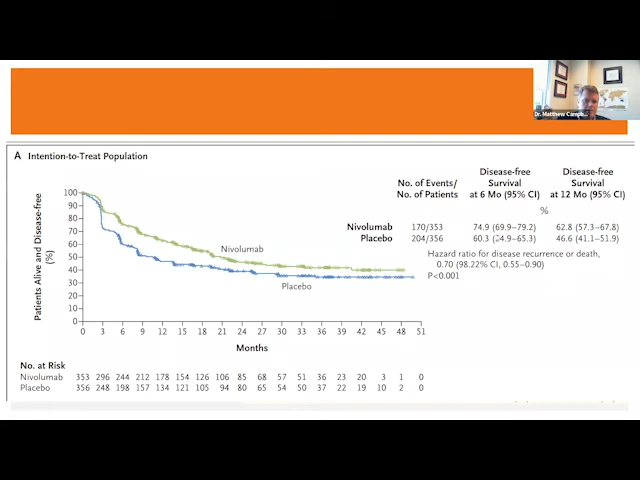 Dr. Matthew Campb...
A Intention-to-Treat Population
No. of Events/
No. of Patients
Disease-free
Survival
at 6 Mo (95% CI)
Disease-free
Survival
at 12 Mo (95% CI)
%
Nivolumab 170/353 74.9 (69.9–79.2) 62.8 (57.3–67.8)
Placebo 204/356 60.3 (54.9–65.3) 46.6 (41.1–51.9)
Hazard ratio for disease recurrence or death,
0.70 (98.22% CI, 0.55–0.90)
P<0.001
Patients Alive and Disease-free
(%)
100
90
80
70
60
50
40
30
20
10
0
Nivolumab
Placebo
0 3 6 9 12 15 18 21 24 27 30 33 36 39 42 45 48 51
Months
No. at Risk
Nivolumab 353 296 244 212 178 154 126 106 85 68 57 51 36 23 20 3 1 0
Placebo 356 248 198 157 134 121 105 94 80 65 54 50 37 22 19 10 2 0